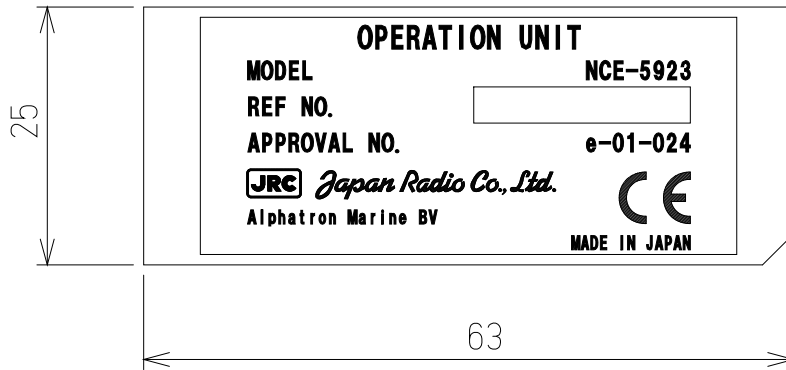 OPERATION UNIT
MODEL NCE-5923
REF NO.
APPROVAL NO. e-01-024
JRC Japan Radio Co., Ltd.
CE
Alphatron Marine BV
MADE IN JAPAN
25
63